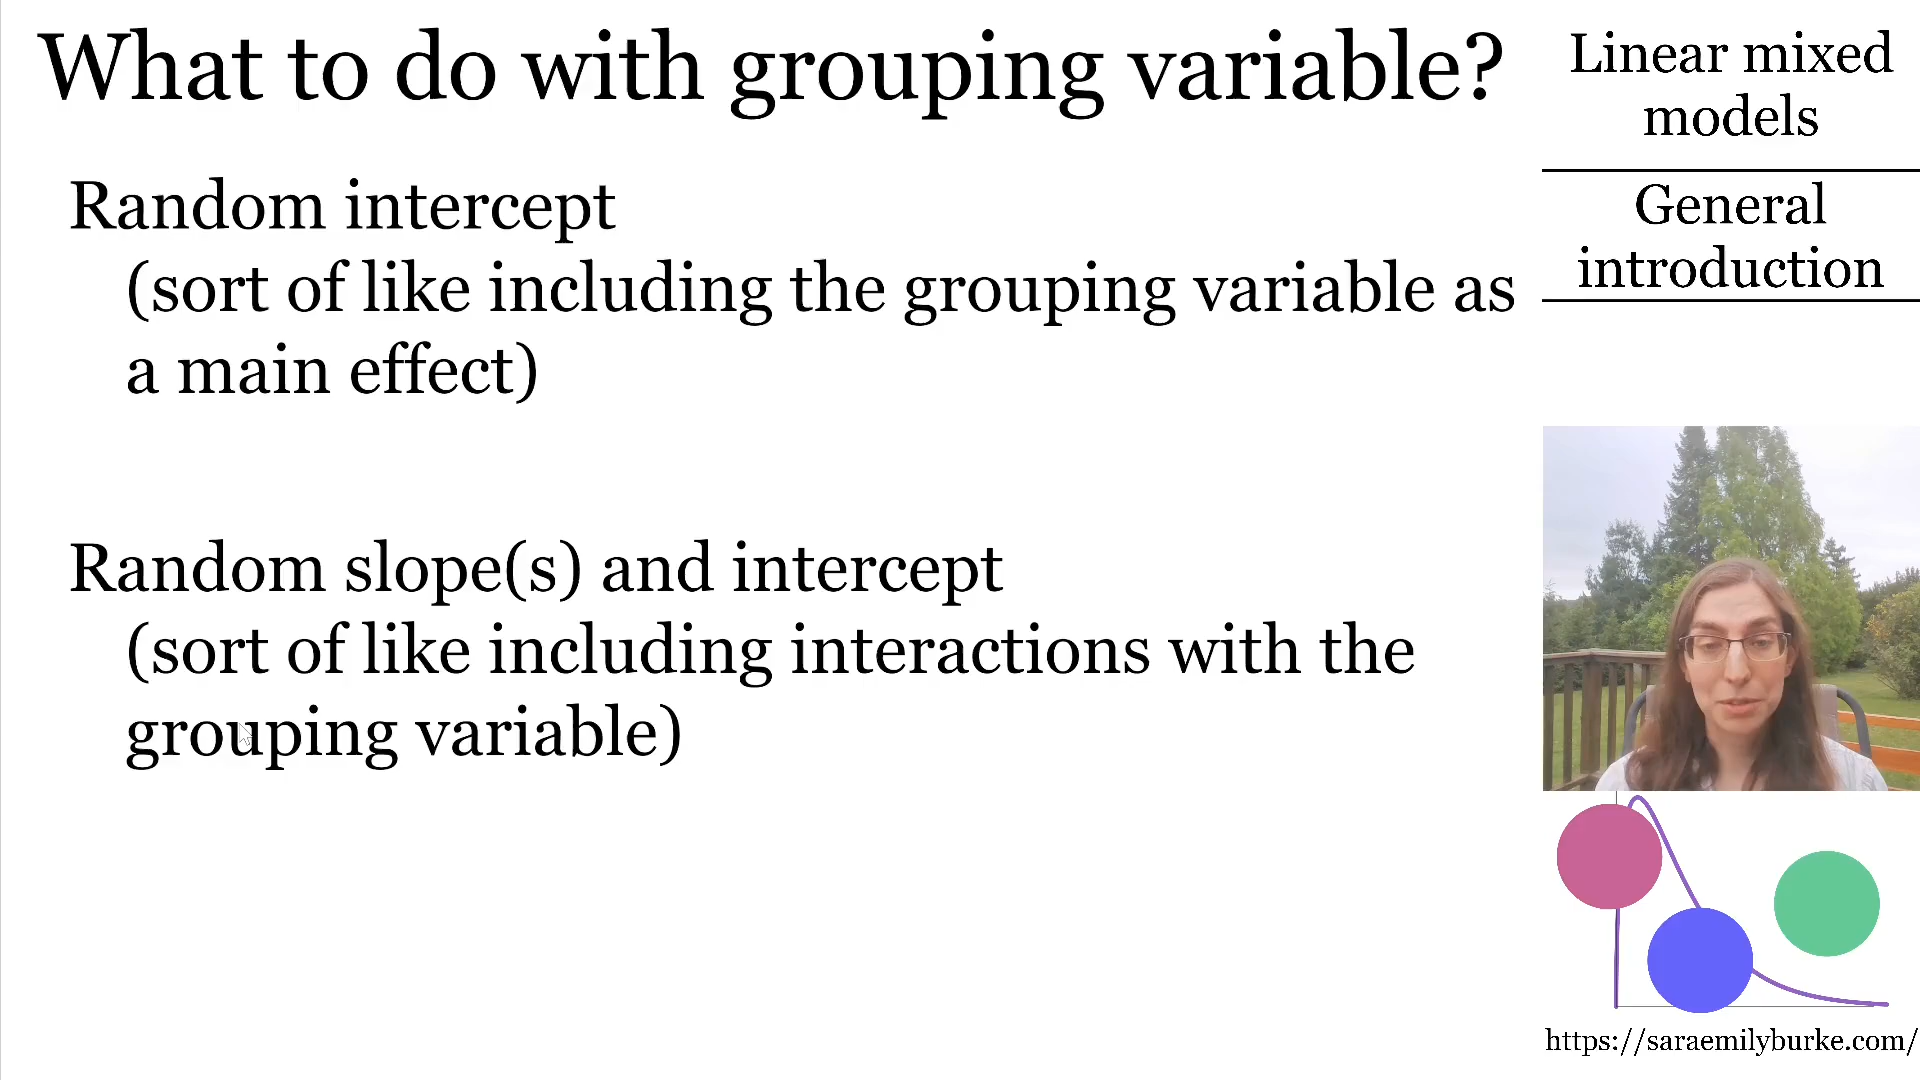 What to do with grouping variable?
Random intercept
(sort of like including the grouping variable as
a main effect)
Random slope(s) and intercept
(sort of like including interactions with the
grouping variable)
Linear mixed
models
General
introduction
https://saraemilyburke.com/